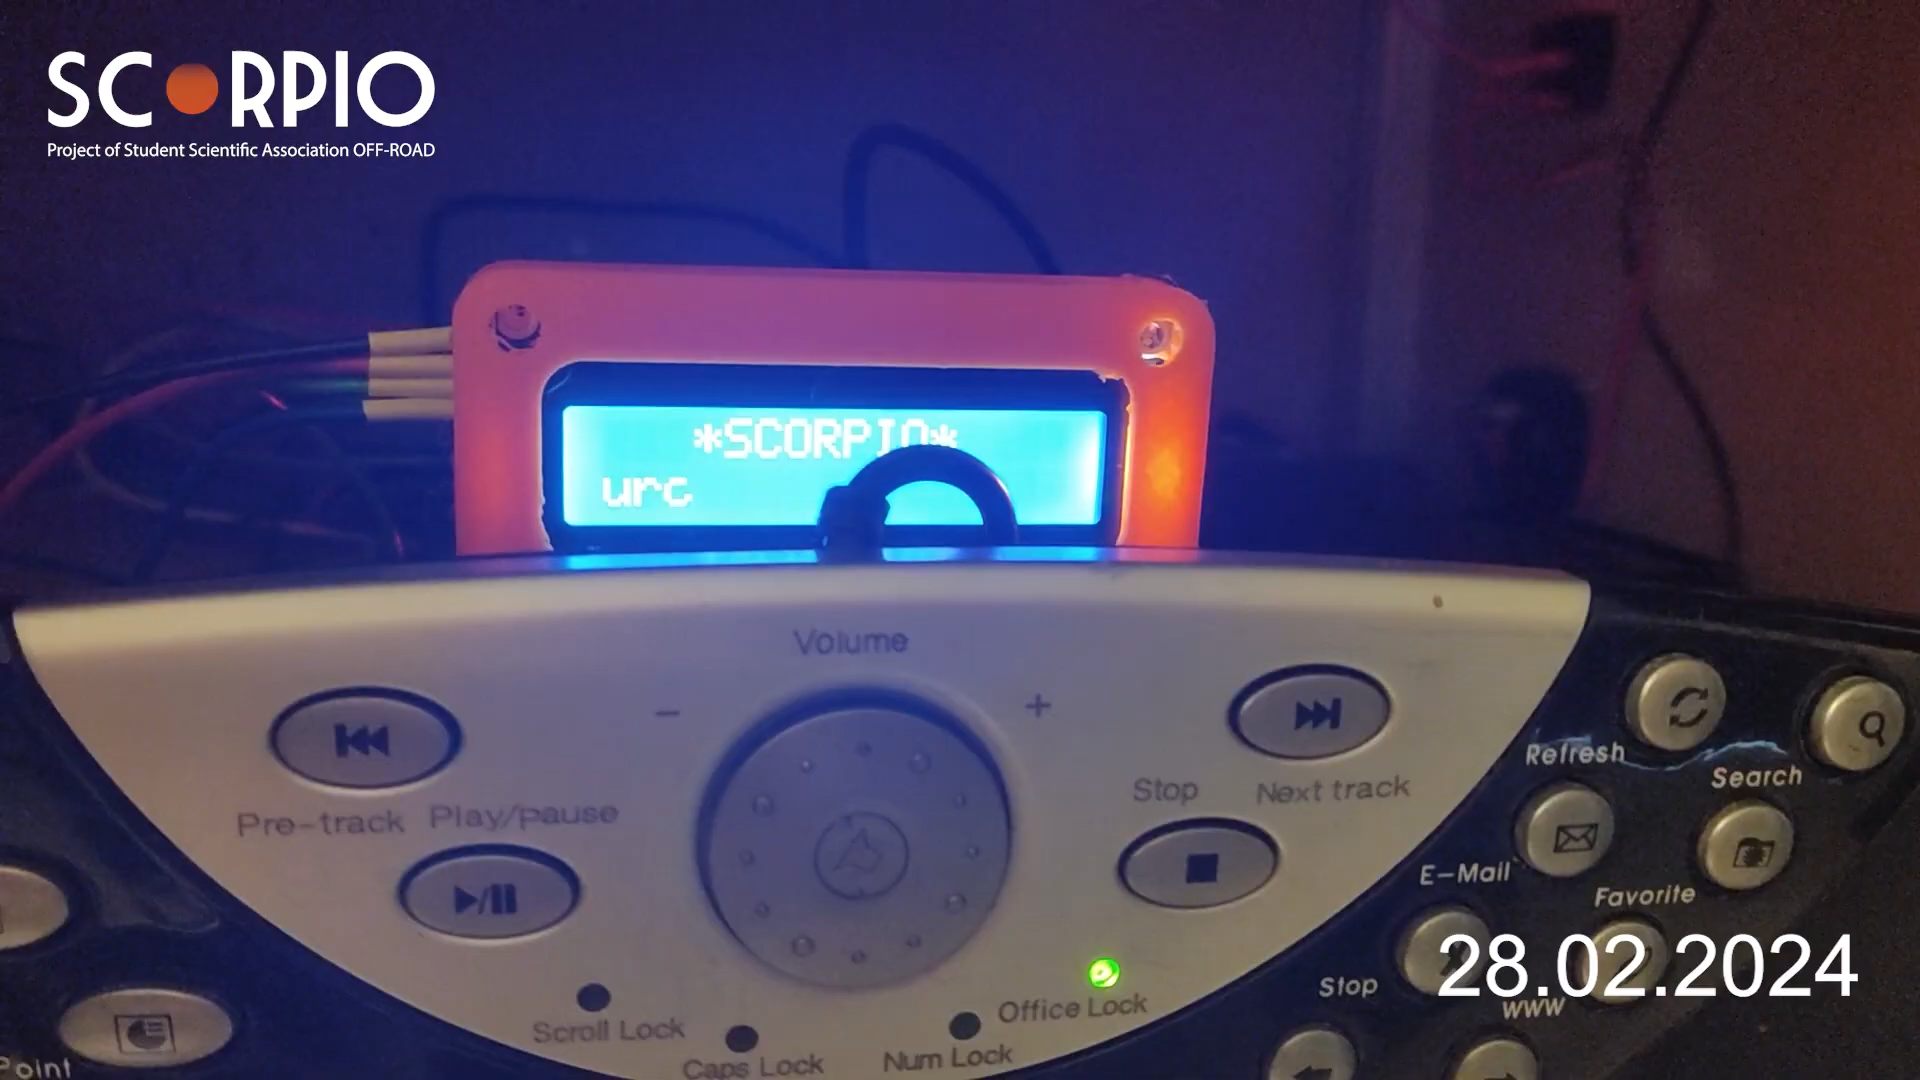 SCORPIO
Project of Student Scientific Association OFF-ROAD
*SCORPIO*
urc
Volume
- +
Pre-track Play/pause
Stop Next track
Refresh
Search
E-Mail
Favorite
Stop
28.02.2024
www
Scroll Lock
Caps Lock
Num Lock
Office Lock
Point